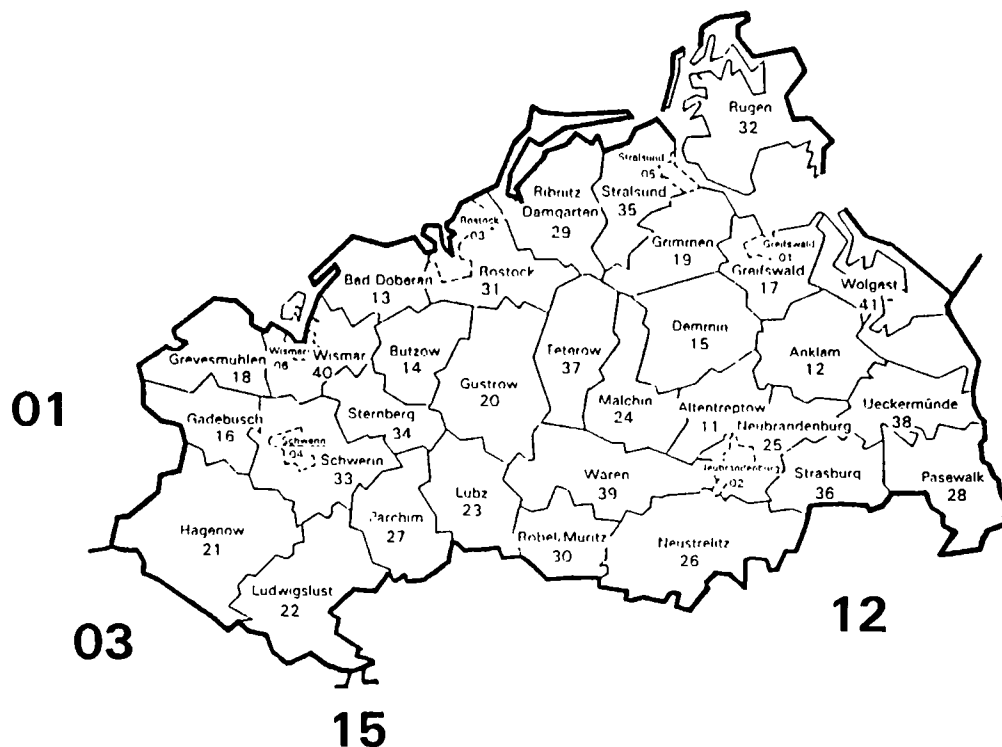 Rugen
32
Stralsund
05
Stralsund
35
Ribnitz
Damgarten
29
Rostock
03
Rostock
31
Grimmen
19
Greifswald
01
Greifswald
17
Wolgast
41
Bad Doberan
13
Demmin
15
Anklam
12
Wismar
06
Wismar
40
Grevesmuhlen
18
Butzow
14
Teterow
37
Gustrow
20
Malchin
24
Altentreptow
11
Neubrandenburg
25
Ueckermünde
38
01
Gadebusch
16
Sternberg
34
Schwerin
04
Schwerin
33
Waren
39
Neubrandenburg
02
Strasburg
36
Pasewalk
28
Hagenow
21
Parchim
27
Lubz
23
Robel/Muritz
30
Neustrelitz
26
Ludwigslust
22
03
12
15